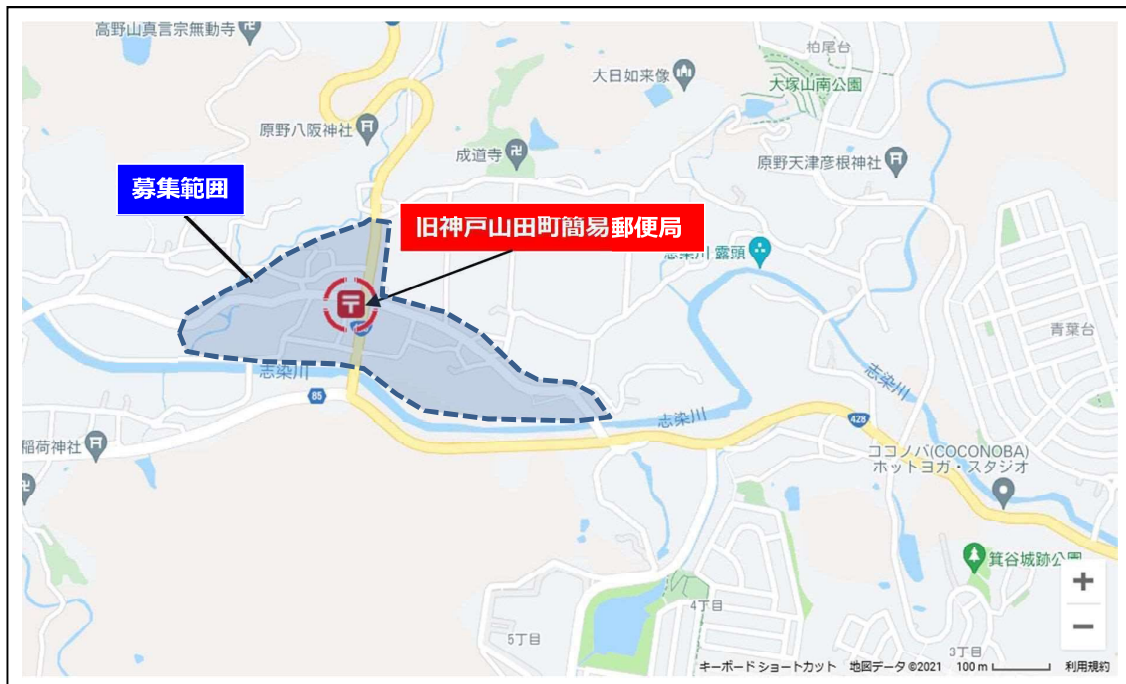 高野山真言宗無動寺
柏尾台
大日如来像
大塚山南公園
原野八阪神社
成道寺
原野天津彦根神社
募集範囲
旧神戸山田町簡易郵便局
志染川 露頭
青葉台
志染川
85
志染川
志染川
428
稲荷神社
ココノバ(COCONOBA)
ホットヨガ・スタジオ
箕谷城跡公園
4丁目
5丁目
3丁目
キーボード ショートカット 地図データ ©2021 100 m 利用規約